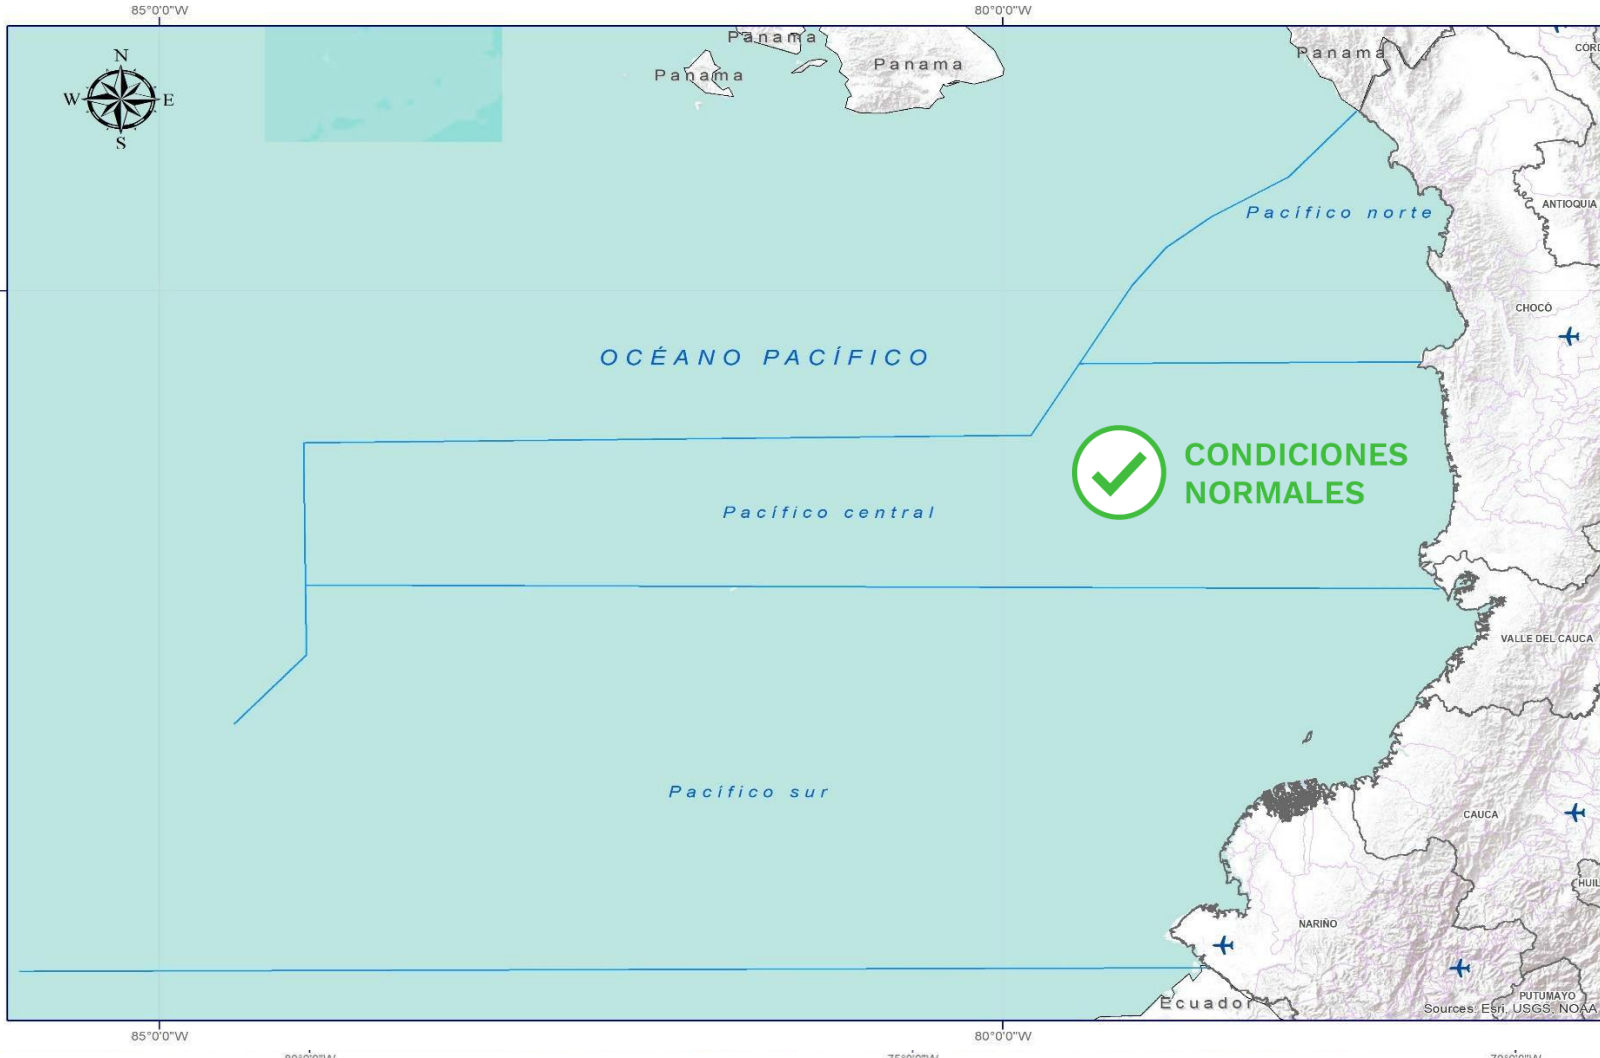 85°0'0"W
80°0'0"W
N
W
E
S
Panama
Panama
Panama
Panama
ANTIOQUIA
Pacífico norte
CHOCÓ
OCÉANO PACÍFICO
CONDICIONES
NORMALES
Pacífico central
VALLE DEL CAUCA
Pacífico sur
CAUCA
NARIÑO
PUTUMAYO
Ecuador
Sources: Esri, USGS, NOAA
85°0'0"W
80°0'0"W